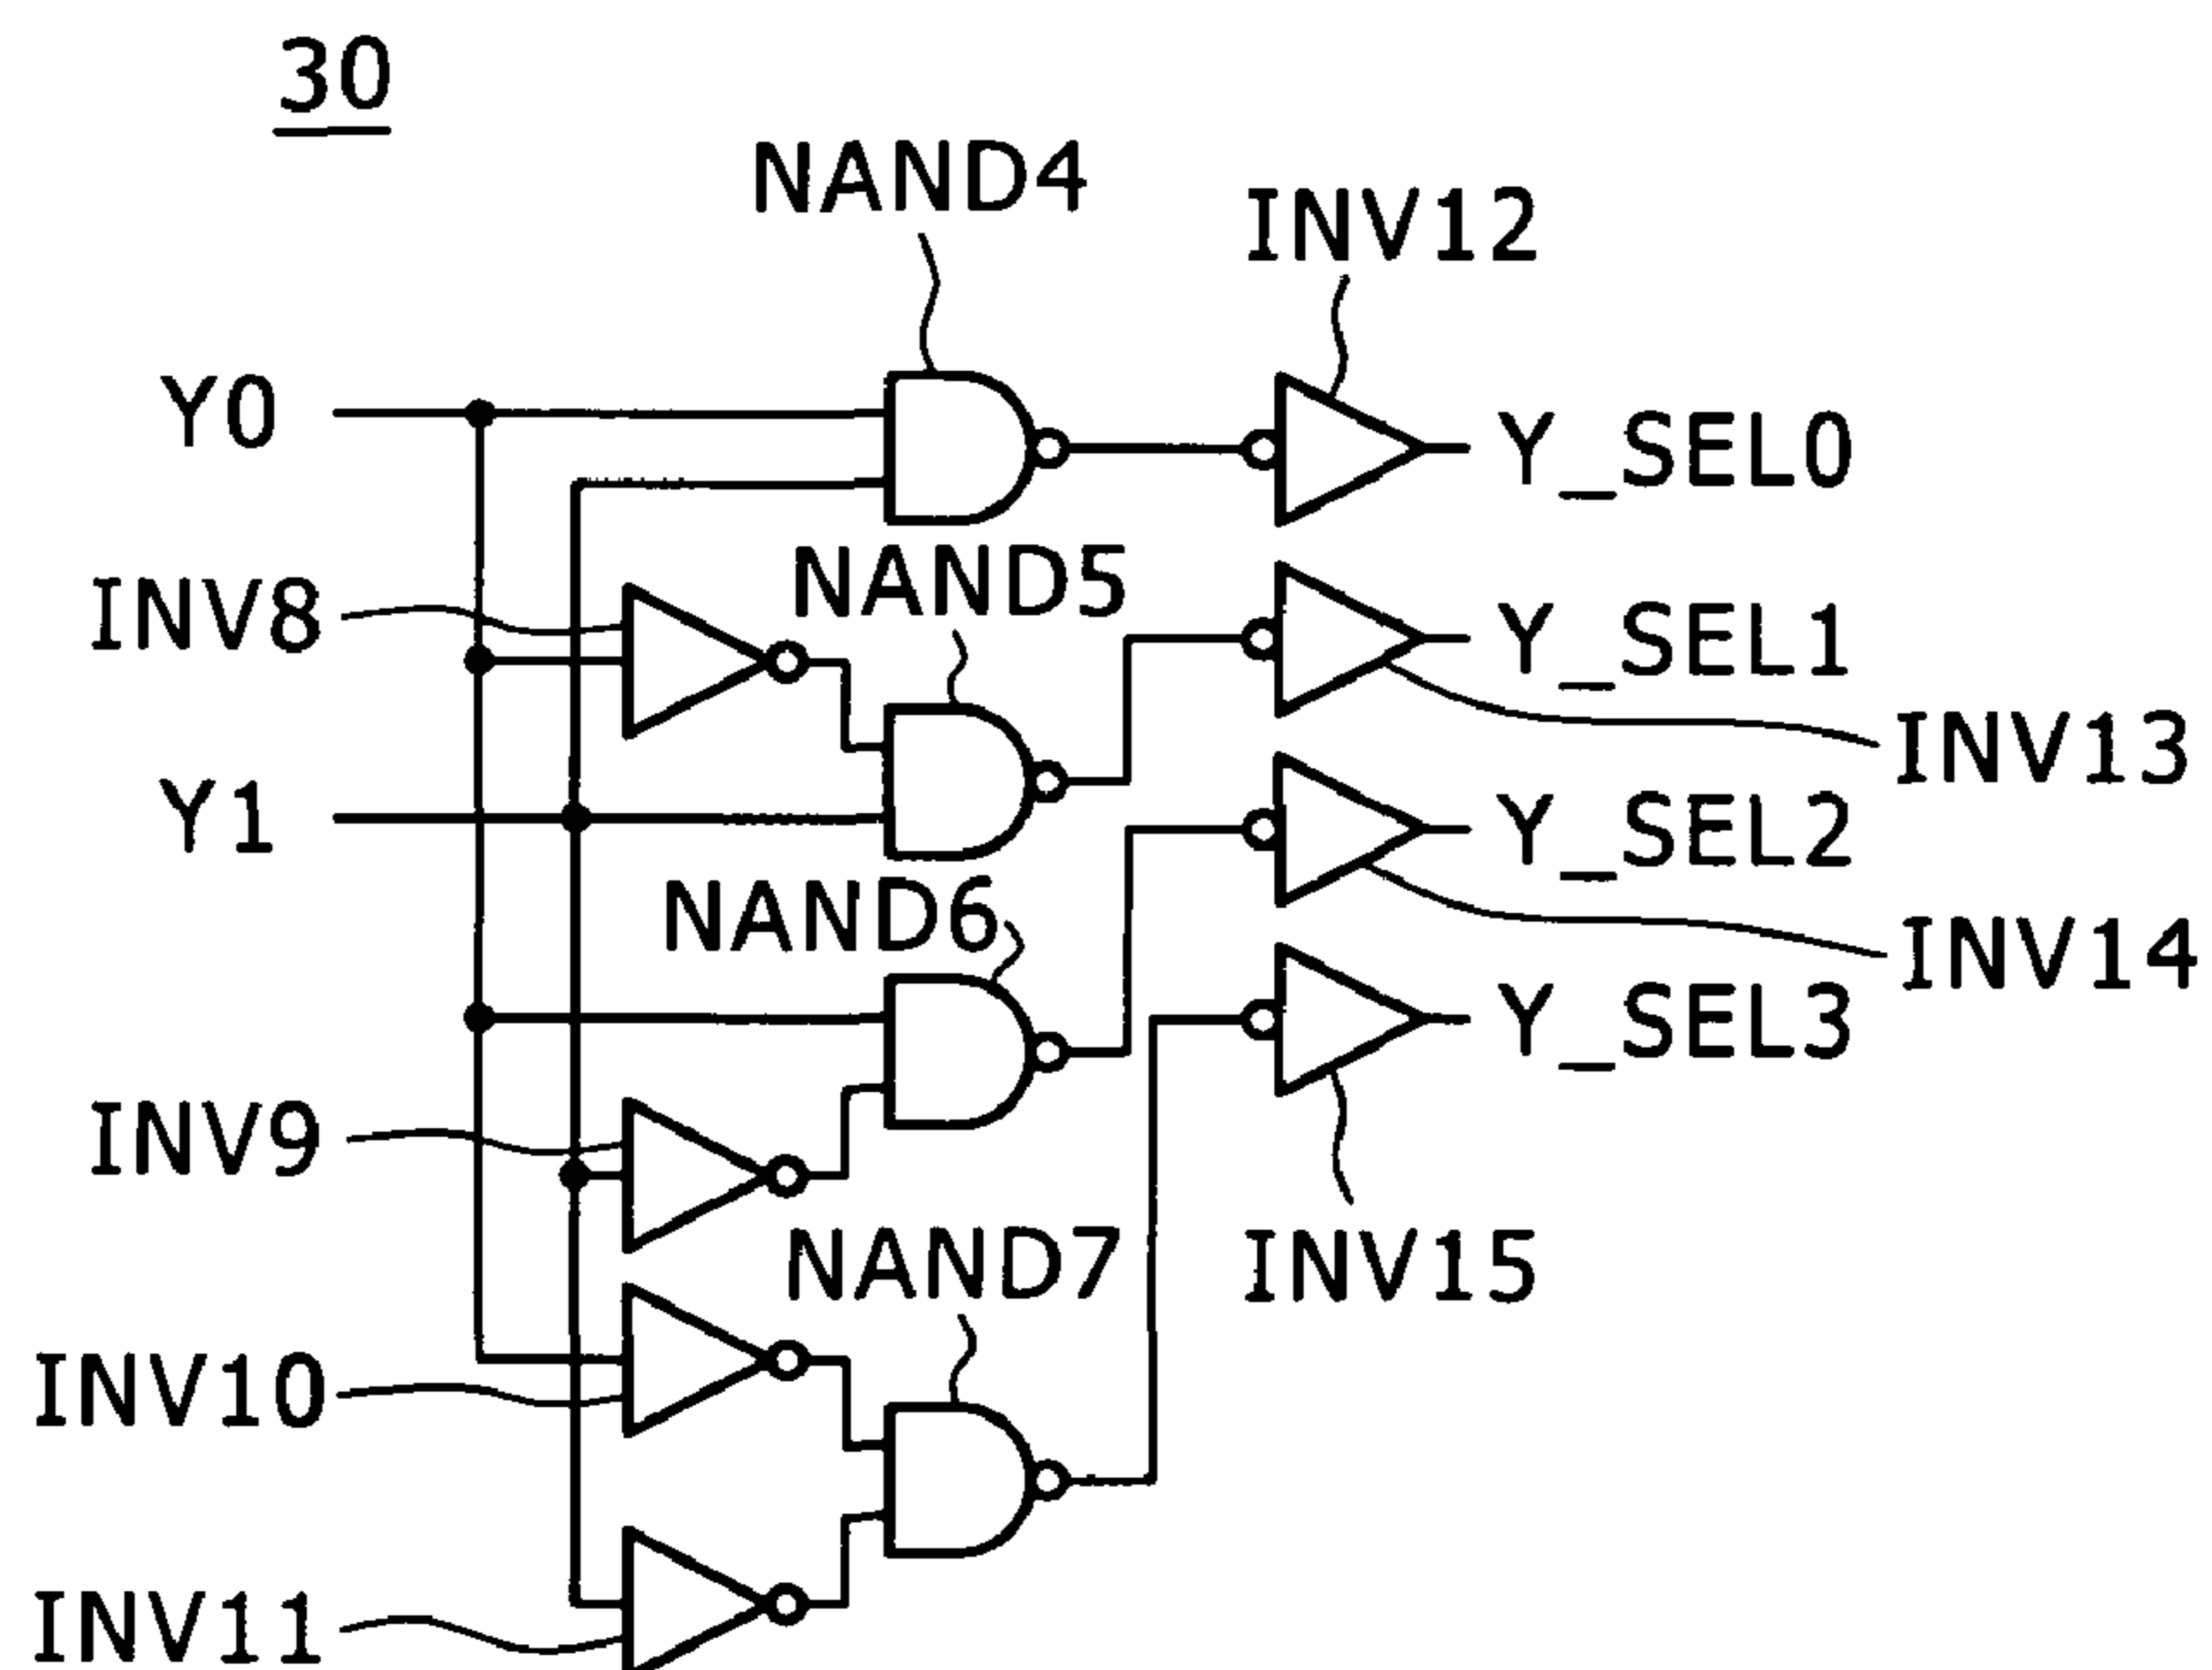 30
NAND4
INV12
Y0
Y_SEL0
NAND5
INV8
Y_SEL1
INV13
Y1
Y_SEL2
NAND6
INV14
Y_SEL3
INV9
NAND7
INV15
INV10
INV11